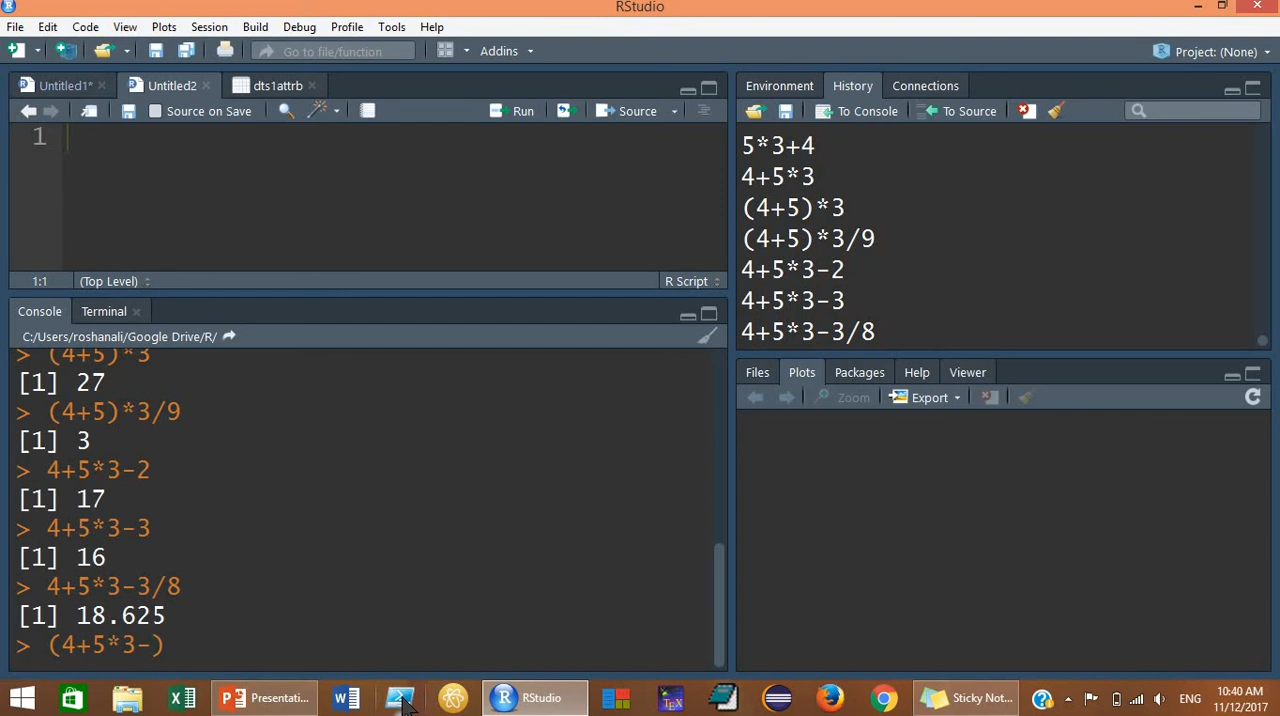 RStudio
File Edit Code View Plots Session Build Debug Profile Tools Help
Go to file/function Addins Project: (None)
Untitled1* Untitled2 dts1attrb
Source on Save Run Source
1
1:1 (Top Level) R Script
Console Terminal
C:/Users/roshanali/Google Drive/R/
> (4+5)*3
[1] 27
> (4+5)*3/9
[1] 3
> 4+5*3-2
[1] 17
> 4+5*3-3
[1] 16
> 4+5*3-3/8
[1] 18.625
> (4+5*3-)
Environment History Connections
To Console To Source
5*3+4
4+5*3
(4+5)*3
(4+5)*3/9
4+5*3-2
4+5*3-3
4+5*3-3/8
Files Plots Packages Help Viewer
Zoom Export
Presentati... RStudio Sticky Not... ENG 10:40 AM
11/12/2017